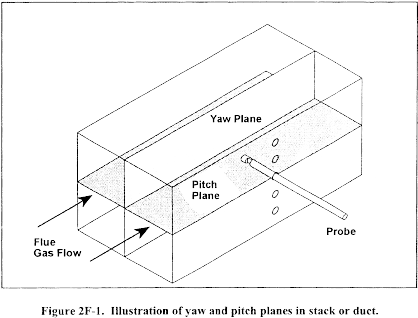 Yaw Plane
Pitch
Plane
Flue
Gas Flow
Probe
Figure 2F-1. Illustration of yaw and pitch planes in stack or duct.